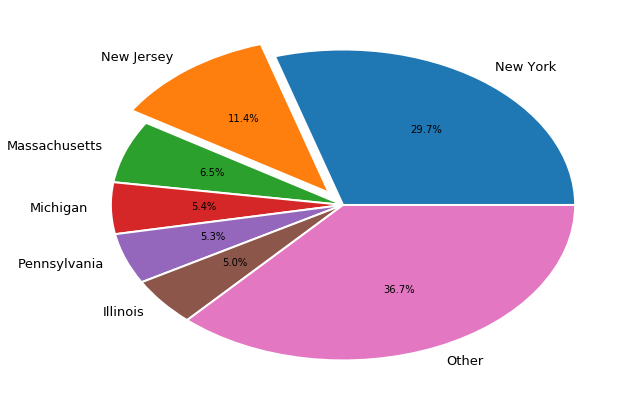 New York
29.7%
New Jersey
11.4%
Massachusetts
6.5%
Michigan
5.4%
Pennsylvania
5.3%
Illinois
5.0%
Other
36.7%